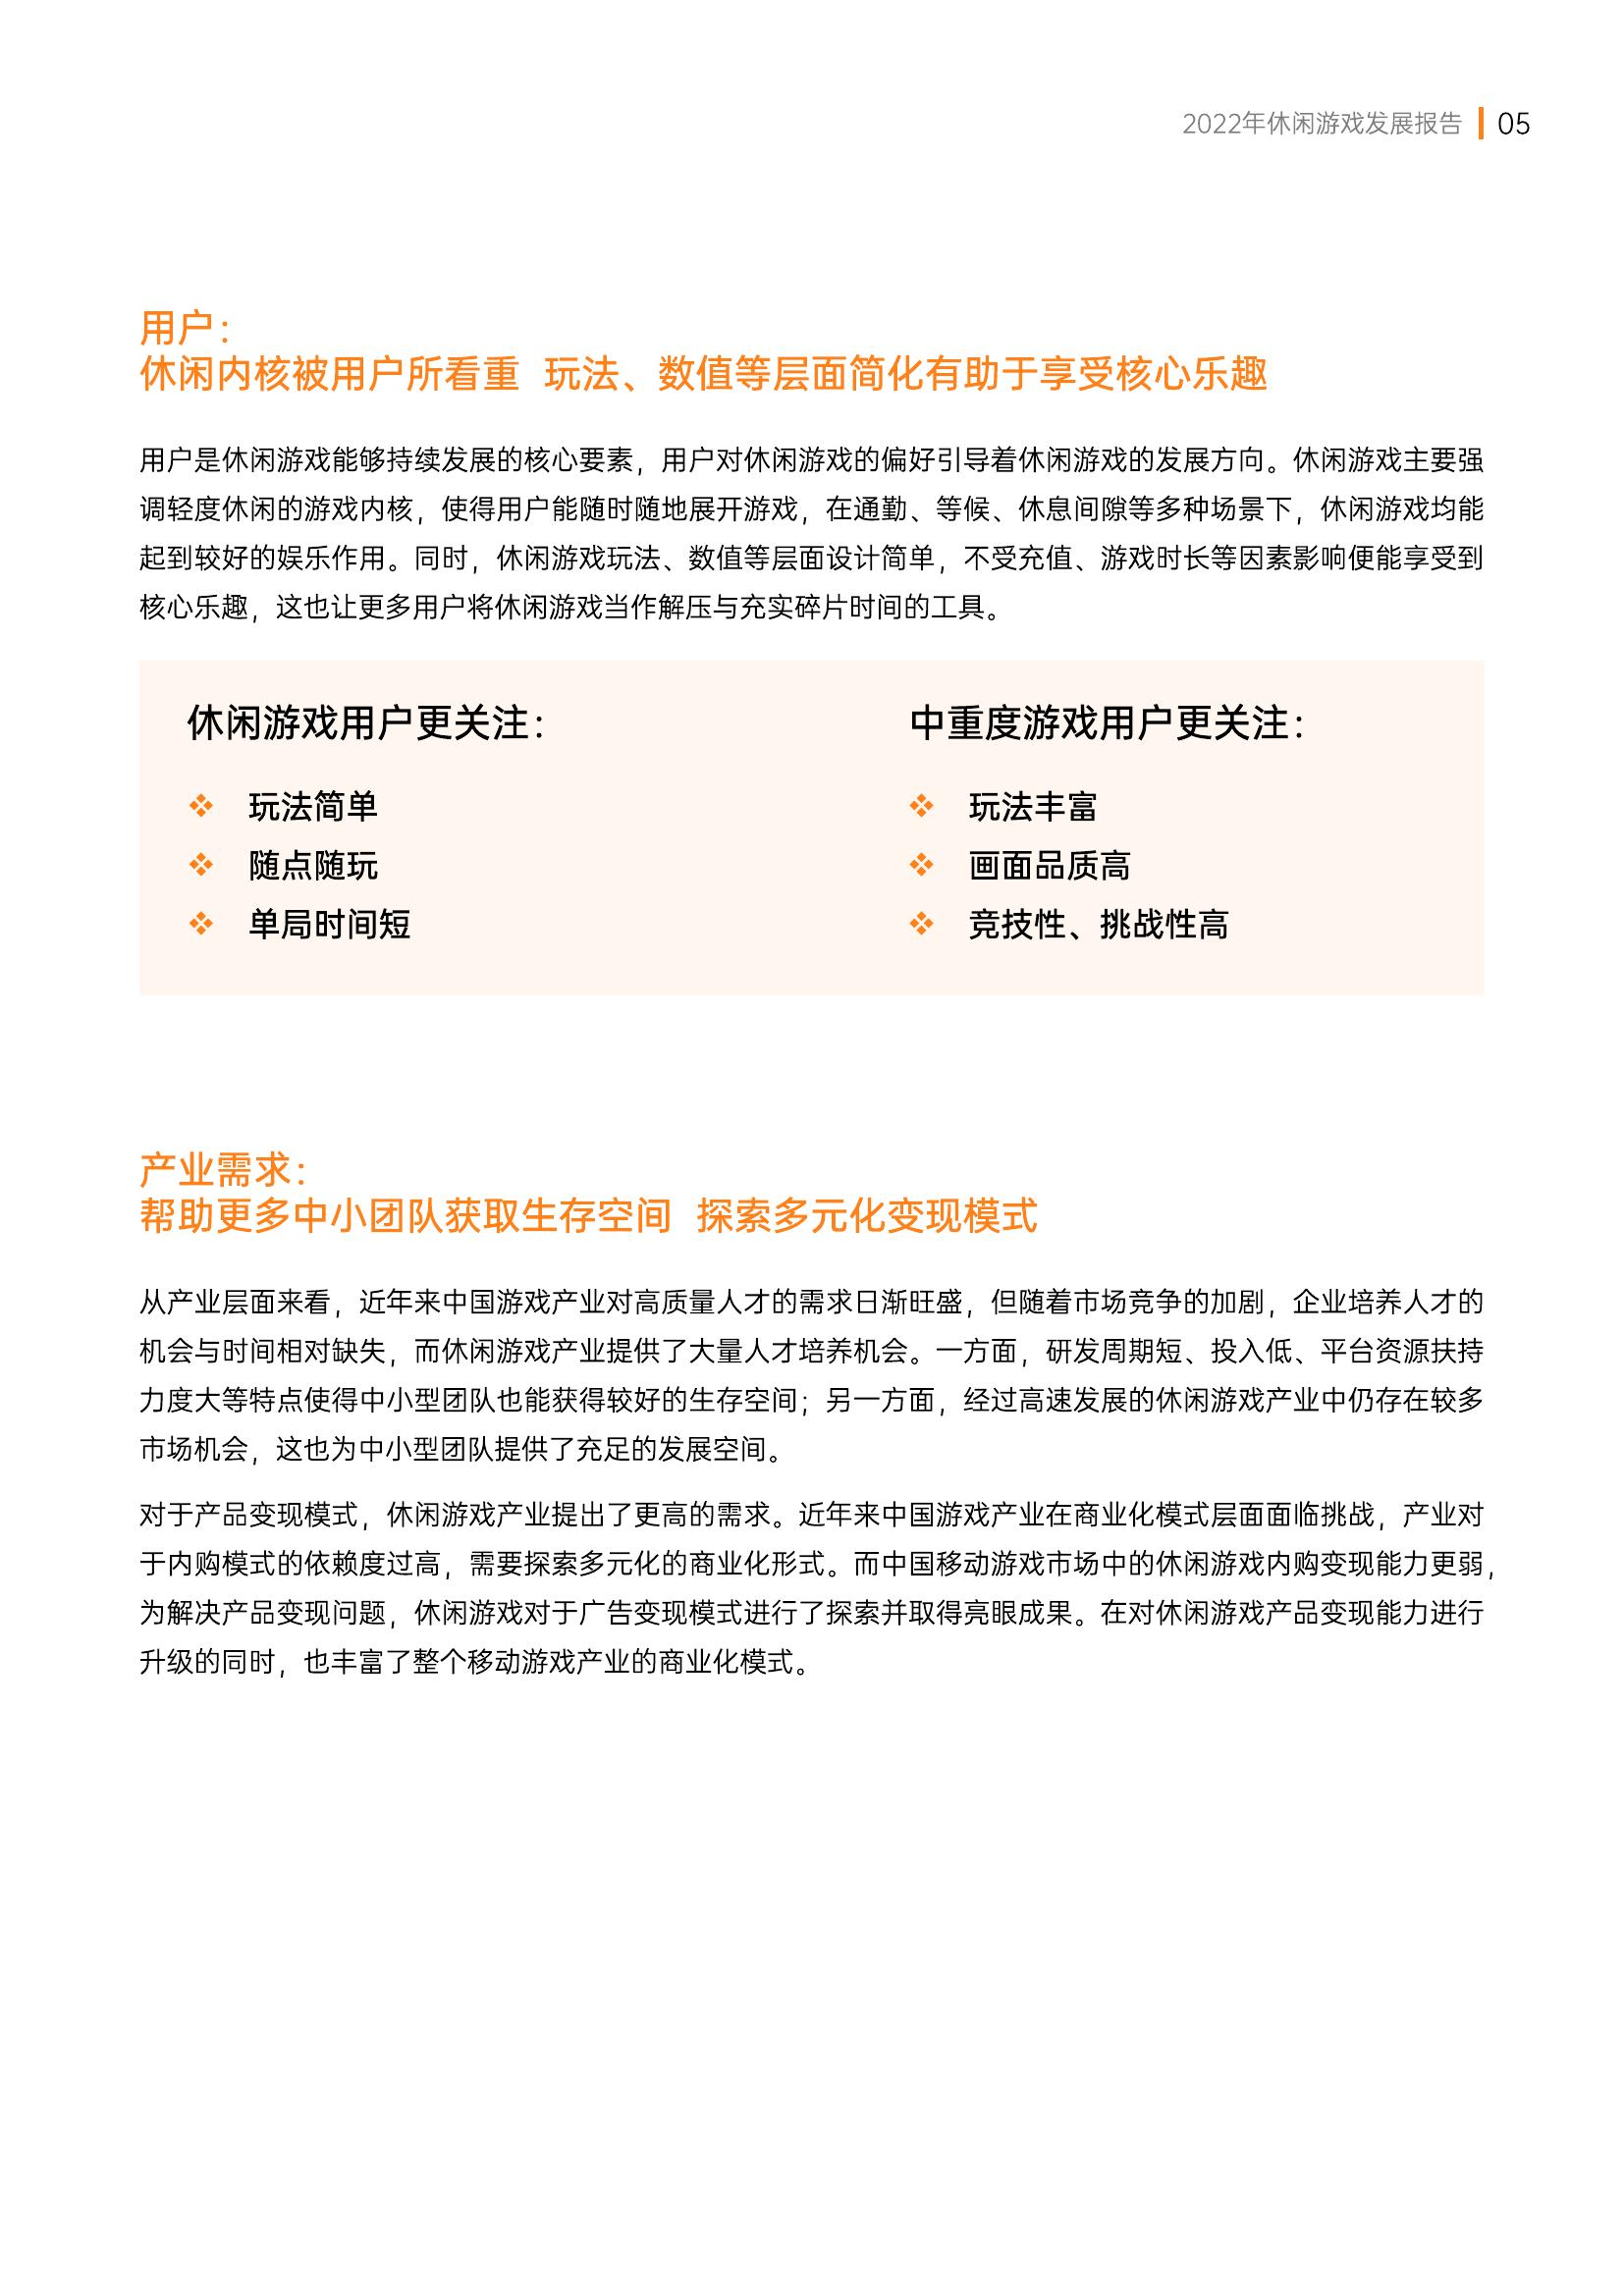 2022年休闲游戏发展报告 05
用户：
休闲内核被用户所看重 玩法、数值等层面简化有助于享受核心乐趣
用户是休闲游戏能够持续发展的核心要素，用户对休闲游戏的偏好引导着休闲游戏的发展方向。休闲游戏主要强
调轻度休闲的游戏内核，使得用户能随时随地展开游戏，在通勤、等候、休息间隙等多种场景下，休闲游戏均能
起到较好的娱乐作用。同时，休闲游戏玩法、数值等层面设计简单，不受充值、游戏时长等因素影响便能享受到
核心乐趣，这也让更多用户将休闲游戏当作解压与充实碎片时间的工具。
休闲游戏用户更关注：
❖ 玩法简单
❖ 随点随玩
❖ 单局时间短
中重度游戏用户更关注：
❖ 玩法丰富
❖ 画面品质高
❖ 竞技性、挑战性高
产业需求：
帮助更多中小团队获取生存空间 探索多元化变现模式
从产业层面来看，近年来中国游戏产业对高质量人才的需求日渐旺盛，但随着市场竞争的加剧，企业培养人才的
机会与时间相对缺失，而休闲游戏产业提供了大量人才培养机会。一方面，研发周期短、投入低、平台资源扶持
力度大等特点使得中小型团队也能获得较好的生存空间；另一方面，经过高速发展的休闲游戏产业中仍存在较多
市场机会，这也为中小型团队提供了充足的发展空间。
对于产品变现模式，休闲游戏产业提出了更高的需求。近年来中国游戏产业在商业化模式层面面临挑战，产业对
于内购模式的依赖度过高，需要探索多元化的商业化形式。而中国移动游戏市场中的休闲游戏内购变现能力更弱，
为解决产品变现问题，休闲游戏对于广告变现模式进行了探索并取得亮眼成果。在对休闲游戏产品变现能力进行
升级的同时，也丰富了整个移动游戏产业的商业化模式。